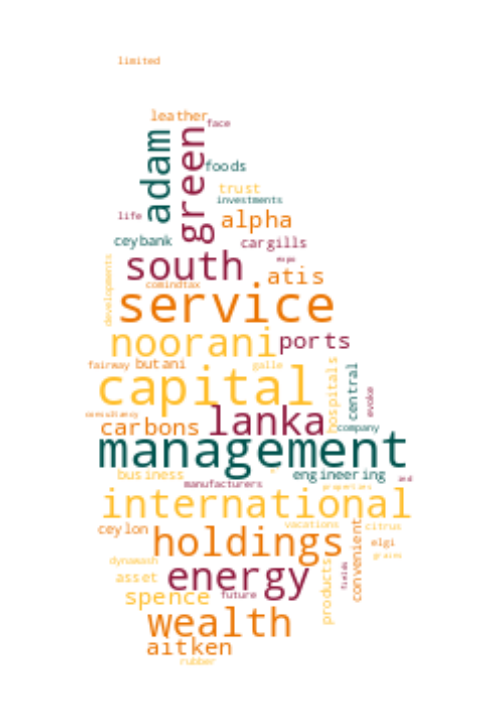 limited
leather
face
adam
green
foods
trust
investments
life
alpha
ceybank
cargills
south
expo
atis
comindtax
developments
service
noorani
ports
fairway
butani
galle
capital
hospitals
central
evoke
consultancy
carbons
lanka
company
management
business
engineering
manufacturers
and
properties
international
ceylon
vacations
citrus
holdings
convenient
elgi
grains
dynawash
energy
asset
fields
products
spence
future
wealth
aitken
rubber